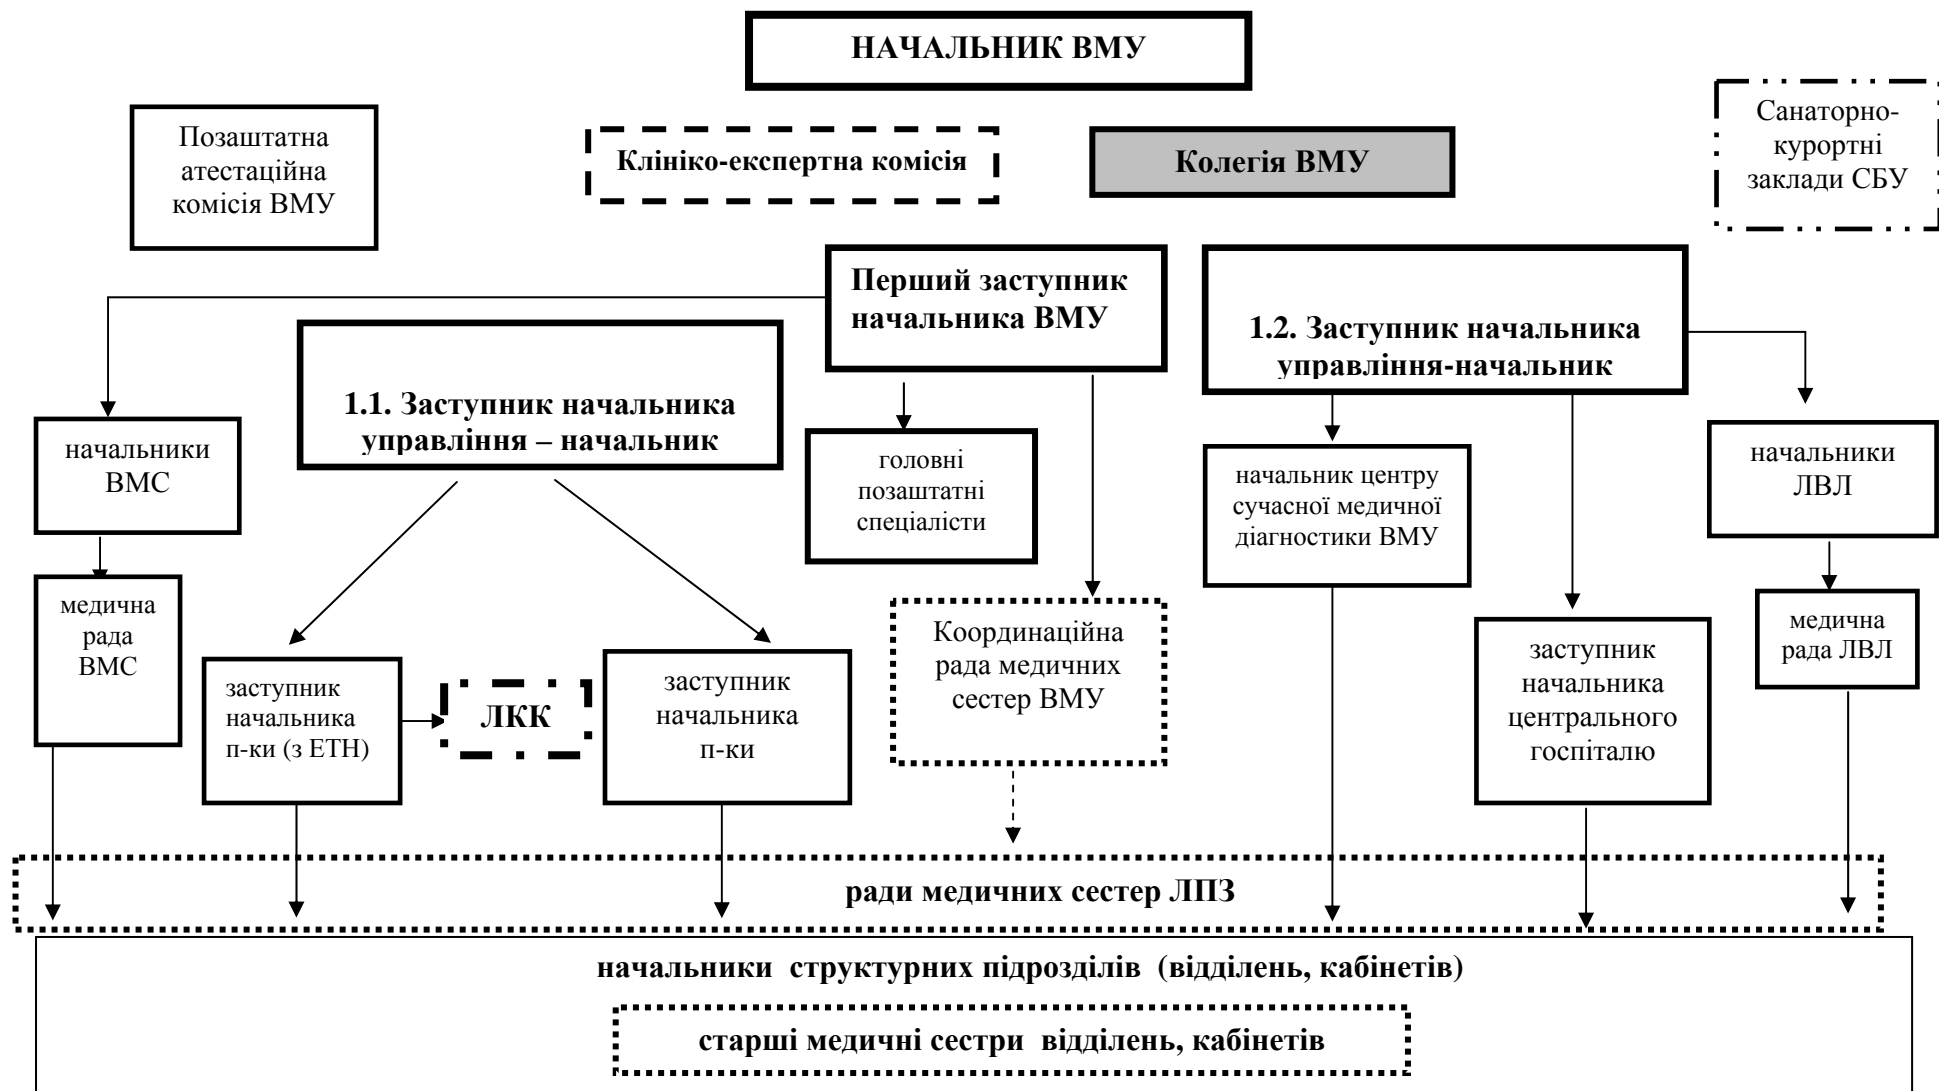 НАЧАЛЬНИК ВМУ
Позаштатна
атестаційна
комісія ВМУ
Клініко-експертна комісія
Колегія ВМУ
Санаторно-
курортні
заклади СБУ
Перший заступник
начальника ВМУ
1.1. Заступник начальника
управління – начальник
1.2. Заступник начальника
управління-начальник
начальники
ВМС
головні
позаштатні
спеціалісти
начальник центру
сучасної медичної
діагностики ВМУ
начальники
ЛВЛ
медична
рада
ВМС
заступник
начальника
п-ки (з ЕТН)
ЛКК
заступник
начальника
п-ки
Координаційна
рада медичних
сестер ВМУ
заступник
начальника
центрального
госпіталю
медична
рада ЛВЛ
ради медичних сестер ЛПЗ
начальники структурних підрозділів (відділень, кабінетів)
старші медичні сестри відділень, кабінетів